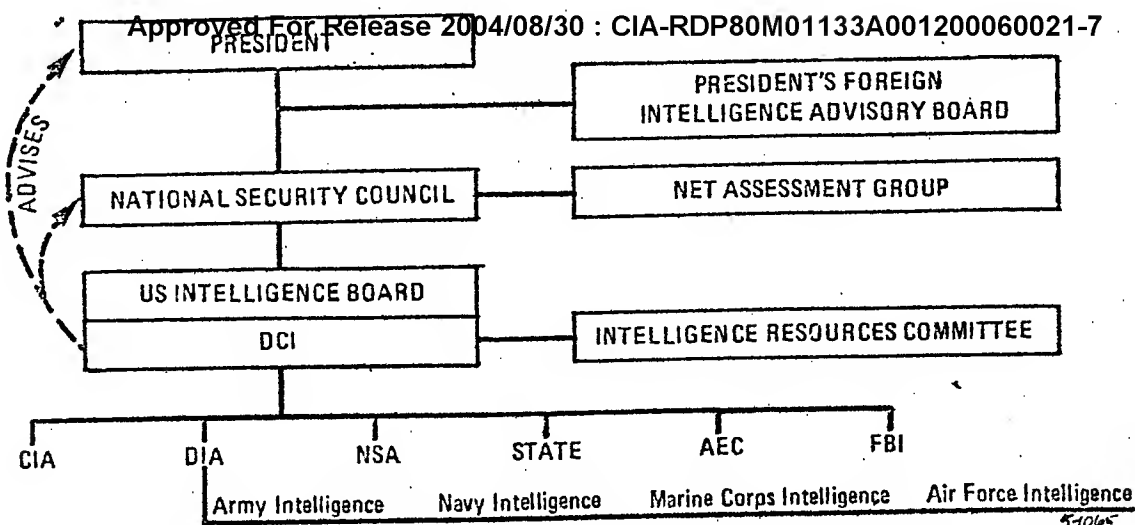 Approved For Release 2004/08/30 : CIA-RDP80M01133A001200060021-7
PRESIDENT
PRESIDENT'S FOREIGN
INTELLIGENCE ADVISORY BOARD
ADVISES
NATIONAL SECURITY COUNCIL
NET ASSESSMENT GROUP
US INTELLIGENCE BOARD
DCI
INTELLIGENCE RESOURCES COMMITTEE
CIA DIA NSA STATE AEC FBI
Army Intelligence Navy Intelligence Marine Corps Intelligence Air Force Intelligence